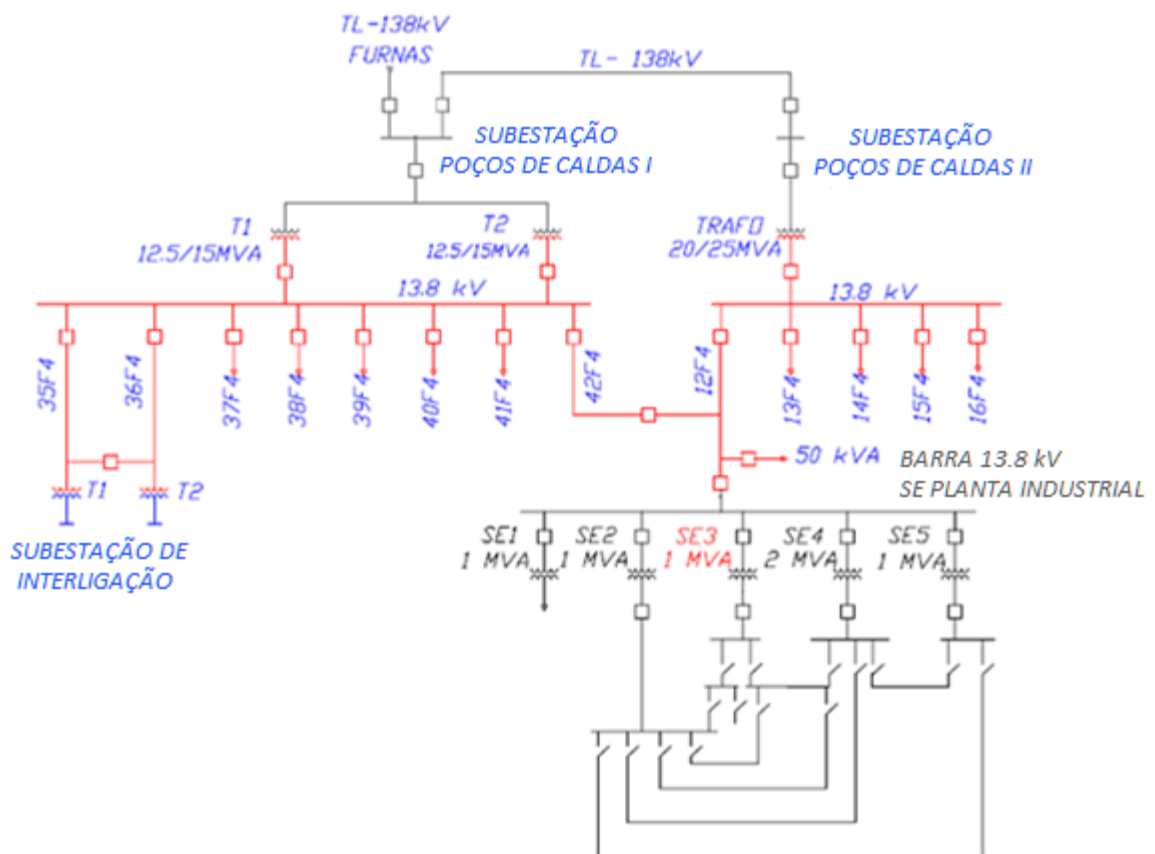 TL-138kV
FURNAS
TL- 138kV
SUBESTAÇÃO
POÇOS DE CALDAS I
SUBESTAÇÃO
POÇOS DE CALDAS II
T1
12.5/15MVA
T2
12.5/15MVA
TRAFO
20/25MVA
13.8 kV
13.8 kV
35F4
36F4
37F4
38F4
39F4
40F4
41F4
42F4
12F4
13F4
14F4
15F4
16F4
50 kVA
BARRA 13.8 kV
SE PLANTA INDUSTRIAL
T1
T2
SUBESTAÇÃO DE
INTERLIGAÇÃO
SE1
1 MVA
SE2
1 MVA
SE3
1 MVA
SE4
2 MVA
SE5
1 MVA